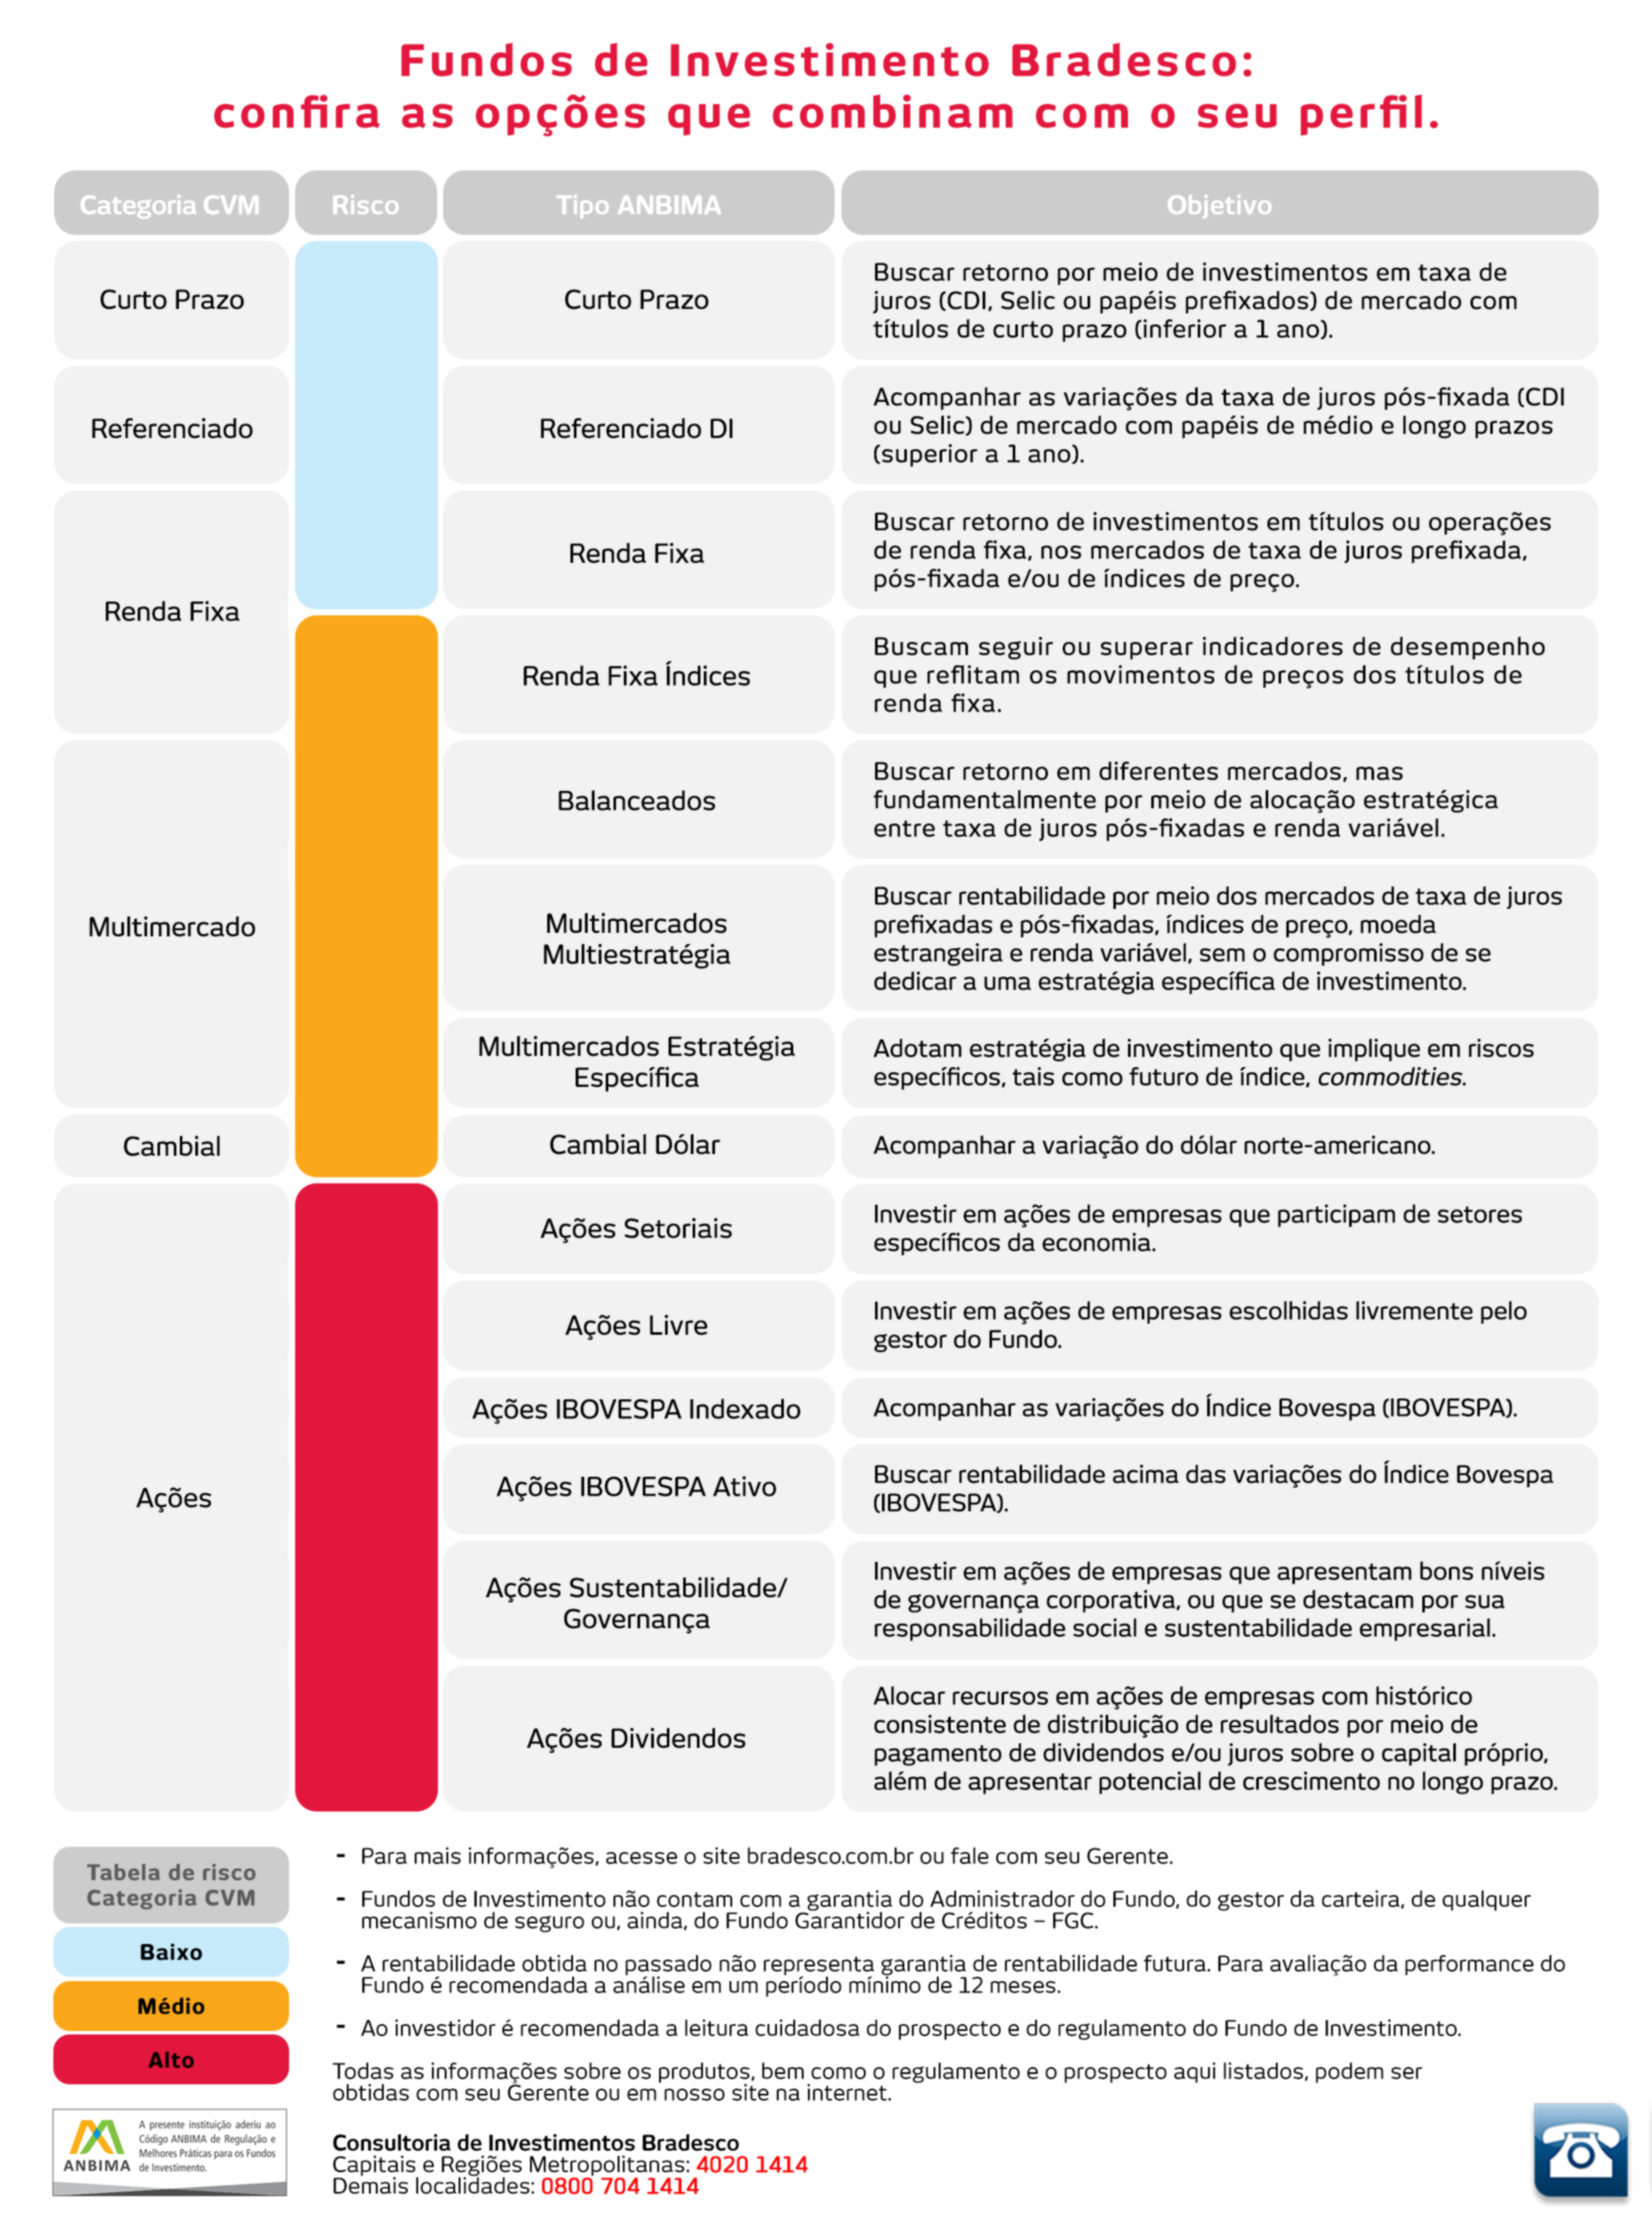 Fundos de Investimento Bradesco:
confira as opções que combinam com o seu perfil.
Categoria CVM
Risco
Tipo ANBIMA
Objetivo
Curto Prazo
Curto Prazo
Buscar retorno por meio de investimentos em taxa de
juros (CDI, Selic ou papéis prefixados) de mercado com
títulos de curto prazo (inferior a 1 ano).
Referenciado
Referenciado DI
Acompanhar as variações da taxa de juros pós-fixada (CDI
ou Selic) de mercado com papéis de médio e longo prazos
(superior a 1 ano).
Renda Fixa
Renda Fixa
Buscar retorno de investimentos em títulos ou operações
de renda fixa, nos mercados de taxa de juros prefixada,
pós-fixada e/ou de índices de preço.
Renda Fixa Índices
Buscam seguir ou superar indicadores de desempenho
que reflitam os movimentos de preços dos títulos de
renda fixa.
Multimercado
Balanceados
Buscar retorno em diferentes mercados, mas
fundamentalmente por meio de alocação estratégica
entre taxa de juros pós-fixadas e renda variável.
Multimercados
Multiestratégia
Buscar rentabilidade por meio dos mercados de taxa de juros
prefixadas e pós-fixadas, índices de preço, moeda
estrangeira e renda variável, sem o compromisso de se
dedicar a uma estratégia específica de investimento.
Multimercados Estratégia
Específica
Adotam estratégia de investimento que implique em riscos
específicos, tais como futuro de índice, commodities.
Cambial
Cambial Dólar
Acompanhar a variação do dólar norte-americano.
Ações
Ações Setoriais
Investir em ações de empresas que participam de setores
específicos da economia.
Ações Livre
Investir em ações de empresas escolhidas livremente pelo
gestor do Fundo.
Ações IBOVESPA Indexado
Acompanhar as variações do Índice Bovespa (IBOVESPA).
Ações IBOVESPA Ativo
Buscar rentabilidade acima das variações do Índice Bovespa
(IBOVESPA).
Ações Sustentabilidade/
Governança
Investir em ações de empresas que apresentam bons níveis
de governança corporativa, ou que se destacam por sua
responsabilidade social e sustentabilidade empresarial.
Ações Dividendos
Alocar recursos em ações de empresas com histórico
consistente de distribuição de resultados por meio de
pagamento de dividendos e/ou juros sobre o capital próprio,
além de apresentar potencial de crescimento no longo prazo.
Tabela de risco
Categoria CVM
Baixo
Médio
Alto
- Para mais informações, acesse o site bradesco.com.br ou fale com seu Gerente.
- Fundos de Investimento não contam com a garantia do Administrador do Fundo, do gestor da carteira, de qualquer
mecanismo de seguro ou, ainda, do Fundo Garantidor de Créditos – FGC.
- A rentabilidade obtida no passado não representa garantia de rentabilidade futura. Para avaliação da performance do
Fundo é recomendada a análise em um período mínimo de 12 meses.
- Ao investidor é recomendada a leitura cuidadosa do prospecto e do regulamento do Fundo de Investimento.
Todas as informações sobre os produtos, bem como o regulamento e o prospecto aqui listados, podem ser
obtidas com seu Gerente ou em nosso site na internet.
ANBIMA
A presente instituição aderiu ao
Código ANBIMA de Regulação e
Melhores Práticas para os Fundos
de Investimento.
Consultoria de Investimentos Bradesco
Capitais e Regiões Metropolitanas: 4020 1414
Demais localidades: 0800 704 1414